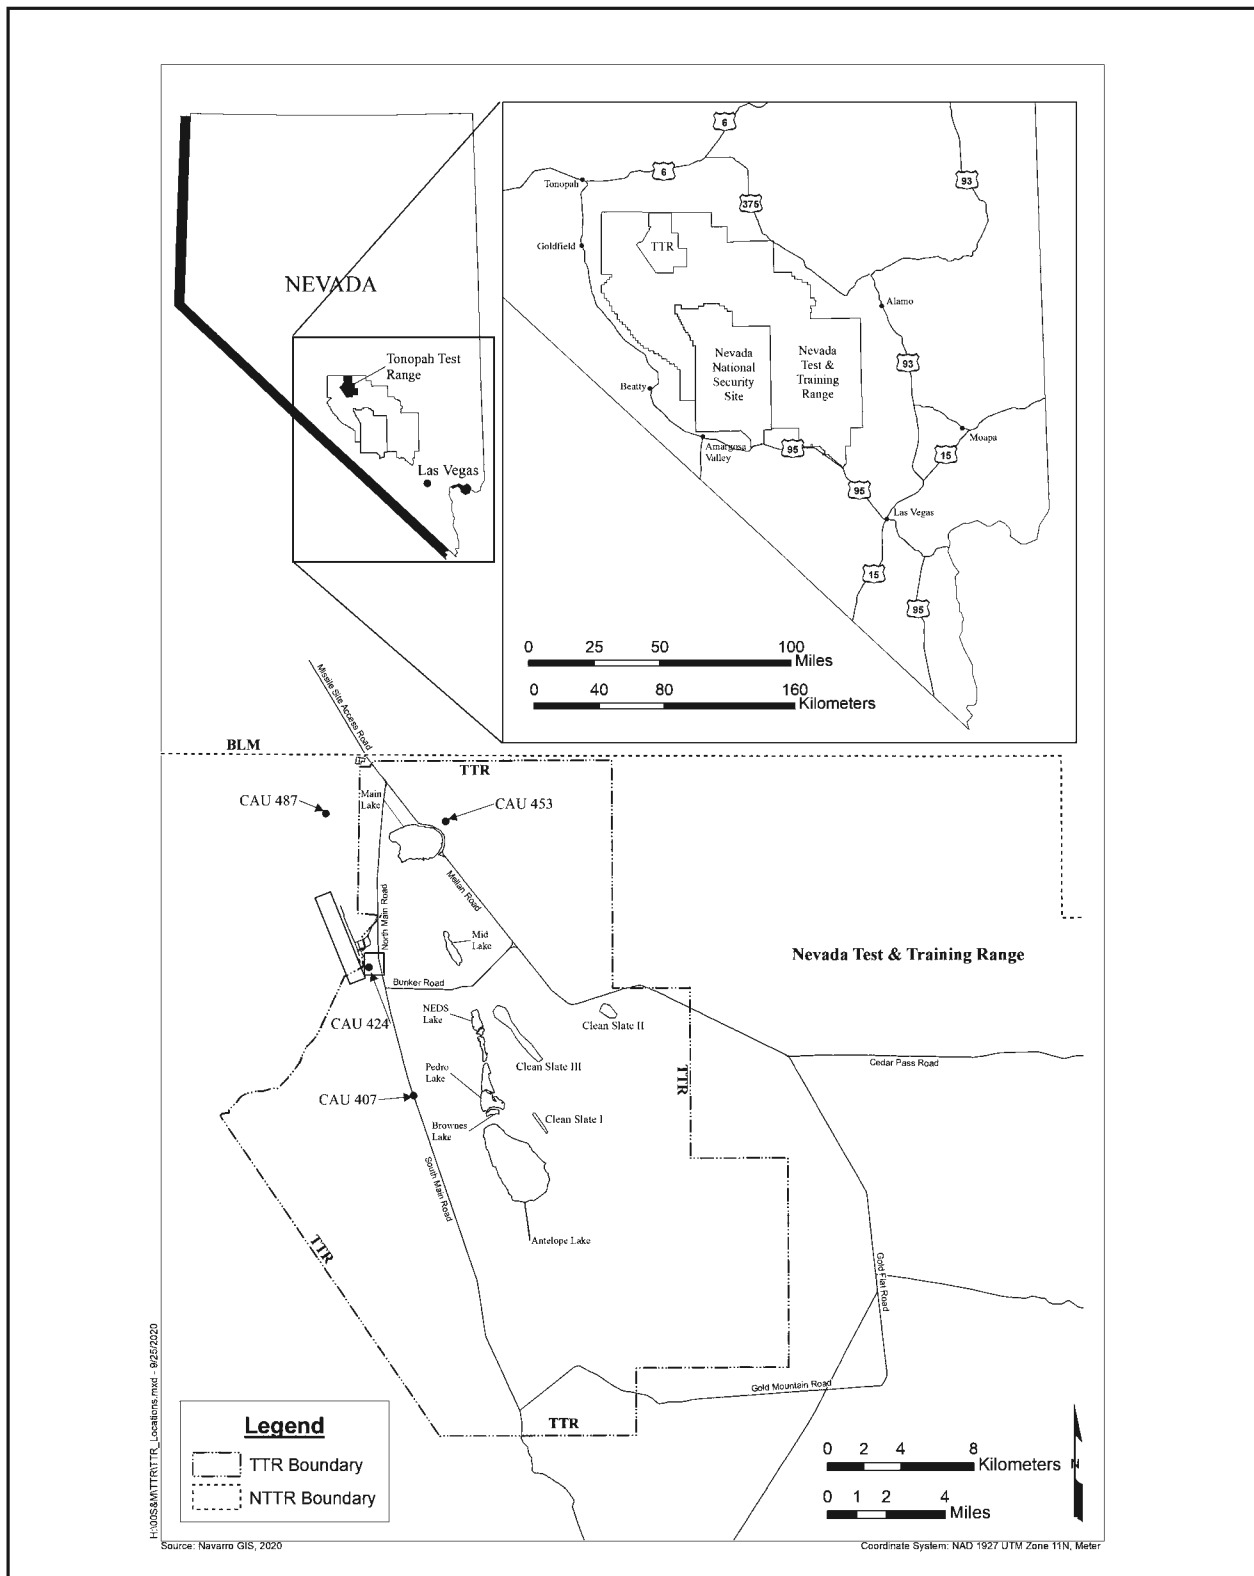 NEVADA
Tonopah Test
Range
Las Vegas
6
6
93
375
Tonopah
Goldfield
TTR
Alamo
93
Nevada
National
Security
Site
Nevada
Test &
Training
Range
Beatty
Moapa
Amargosa
Valley
95
15
95
Las Vegas
15
95
0 25 50 100
Miles
0 40 80 160
Kilometers
Missile Site Access Road
BLM
TTR
CAU 487
Main
Lake
CAU 453
Mellan Road
North Main Road
Mid
Lake
Nevada Test & Training Range
Bunker Road
NEDS
Lake
CAU 424
Clean Slate II
Clean Slate III
Cedar Pass Road
Pedro
Lake
TTR
CAU 407
Clean Slate I
Brownes
Lake
South Main Road
Antelope Lake
TTR
Gold Flat Road
Gold Mountain Road
TTR
Legend
TTR Boundary
NTTR Boundary
0 2 4 8
Kilometers
0 1 2 4
Miles
N
H:\00S&M\TTR\TTR_Locations.mxd - 9/25/2020
Source: Navarro GIS, 2020
Coordinate System: NAD 1927 UTM Zone 11N, Meter